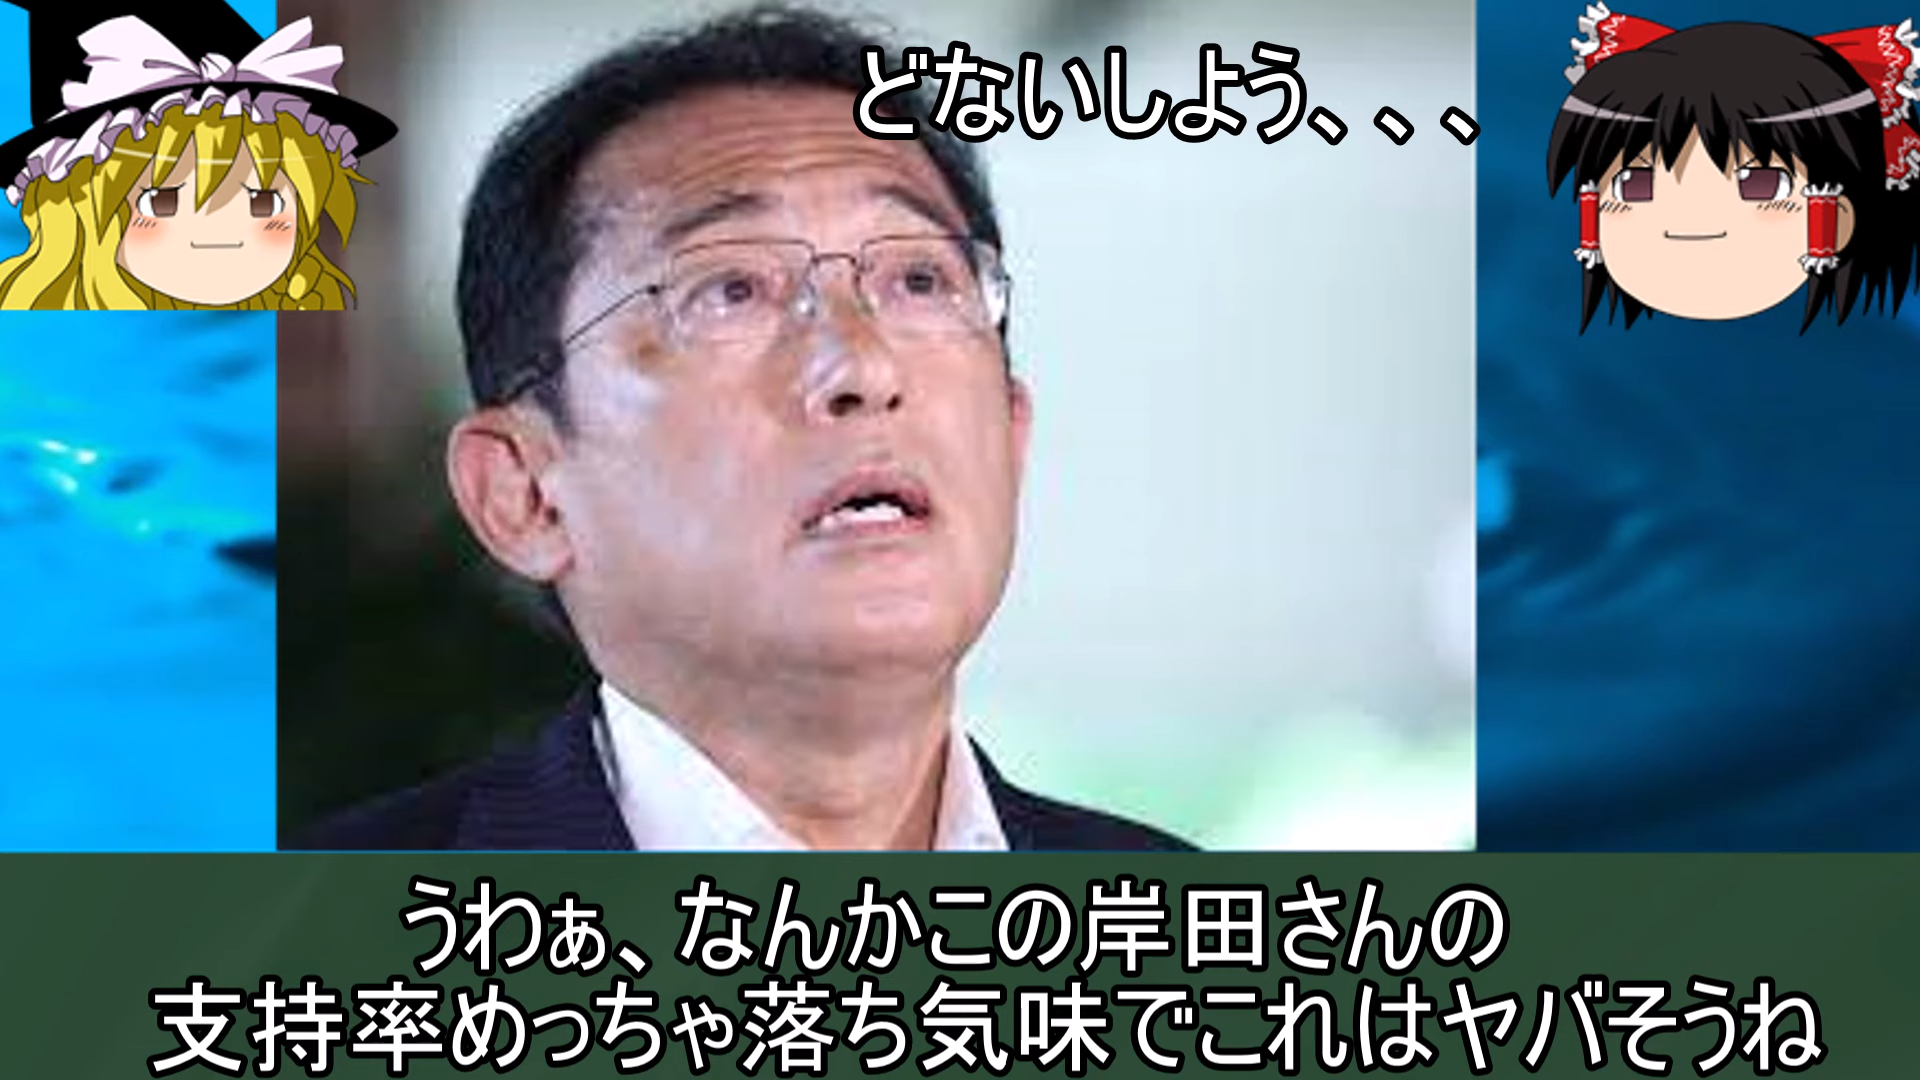 どないしよう、、、
うわぁ、なんかこの岸田さんの
支持率めっちゃ落ち気味でこれはヤバそうね